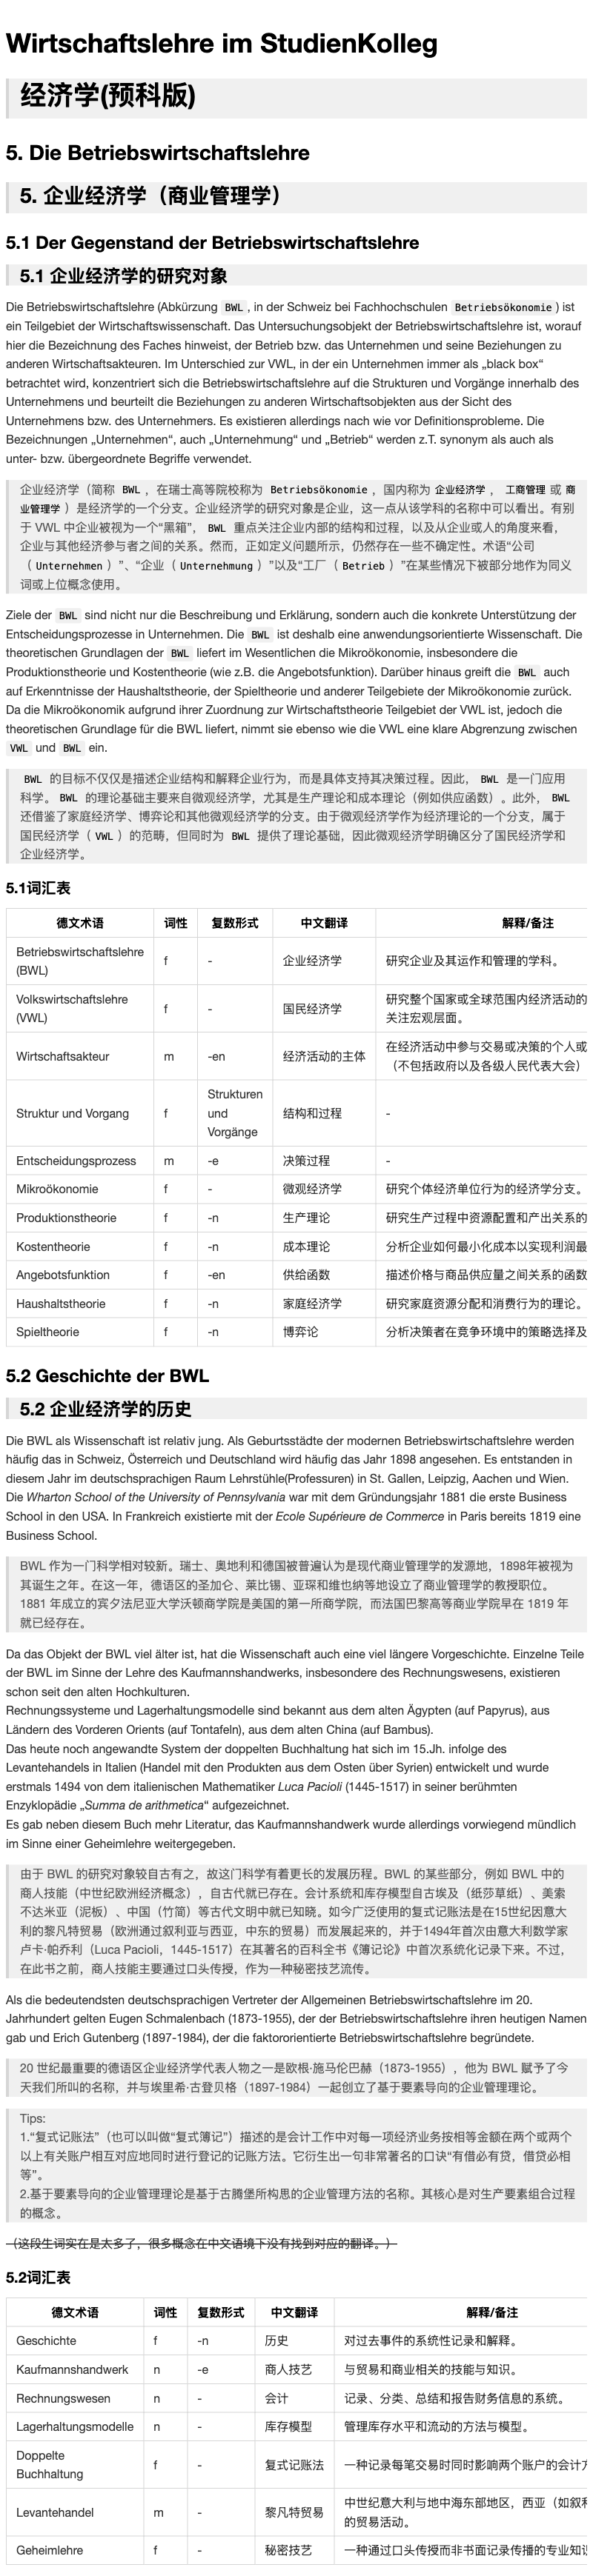 Wirtschaftslehre im StudienKolleg
经济学(预科版)
5. Die Betriebswirtschaftslehre
5. 企业经济学（商业管理学）
5.1 Der Gegenstand der Betriebswirtschaftslehre
5.1 企业经济学的研究对象
Die Betriebswirtschaftslehre (Abkürzung BWL, in der Schweiz bei Fachhochschulen Betriebsökonomie) ist
ein Teilgebiet der Wirtschaftswissenschaft. Das Untersuchungsobjekt der Betriebswirtschaftslehre ist, worauf
hier die Bezeichnung des Faches hinweist, der Betrieb bzw. das Unternehmen und seine Beziehungen zu
anderen Wirtschaftsakteuren. Im Unterschied zur VWL, in der ein Unternehmen immer als „black box“
betrachtet wird, konzentriert sich die Betriebswirtschaftslehre auf die Strukturen und Vorgänge innerhalb des
Unternehmens und beurteilt die Beziehungen zu anderen Wirtschaftsobjekten aus der Sicht des
Unternehmens bzw. des Unternehmers. Es existieren allerdings nach wie vor Definitionsprobleme. Die
Bezeichnungen „Unternehmen“, auch „Unternehmung“ und „Betrieb“ werden z.T. synonym als auch als
unter- bzw. übergeordnete Begriffe verwendet.
企业经济学（简称 BWL，在瑞士高等院校称为 Betriebsökonomie，国内称为 企业经济学， 工商管理 或 商
业管理学）是经济学的一个分支。企业经济学的研究对象是企业，这一点从该学科的名称中可以看出。有别
于 VWL 中企业被视为一个“黑箱”， BWL 重点关注企业内部的结构和过程，以及从企业或人的角度来看，
企业与其他经济参与者之间的关系。然而，正如定义问题所示，仍然存在一些不确定性。术语“公司
（Unternehmen）”、“企业（Unternehmung）”以及“工厂（Betrieb）”在某些情况下被部分地作为同义
词或上位概念使用。
Ziele der BWL sind nicht nur die Beschreibung und Erklärung, sondern auch die konkrete Unterstützung der
Entscheidungsprozesse in Unternehmen. Die BWL ist deshalb eine anwendungsorientierte Wissenschaft. Die
theoretischen Grundlagen der BWL liefert im Wesentlichen die Mikroökonomie, insbesondere die
Produktionstheorie und Kostentheorie (wie z.B. die Angebotsfunktion). Darüber hinaus greift die BWL auch
auf Erkenntnisse der Haushaltstheorie, der Spieltheorie und anderer Teilgebiete der Mikroökonomie zurück.
Da die Mikroökonomik aufgrund ihrer Zuordnung zur Wirtschaftstheorie Teilgebiet der VWL ist, jedoch die
theoretischen Grundlage für die BWL liefert, nimmt sie ebenso wie die VWL eine klare Abgrenzung zwischen
VWL und BWL ein.
BWL 的目标不仅仅是描述企业结构和解释企业行为，而是具体支持其决策过程。因此， BWL 是一门应用
科学。 BWL 的理论基础主要来自微观经济学，尤其是生产理论和成本理论（例如供应函数）。此外， BWL
还借鉴了家庭经济学、博弈论和其他微观经济学的分支。由于微观经济学作为经济理论的一个分支，属于
国民经济学（VWL）的范畴，但同时为 BWL 提供了理论基础，因此微观经济学明确区分了国民经济学和
企业经济学。
5.1词汇表
德文术语 词性 复数形式 中文翻译 解释/备注
Betriebswirtschaftslehre
(BWL) f - 企业经济学 研究企业及其运作和管理的学科。
Volkswirtschaftslehre
(VWL) f - 国民经济学 研究整个国家或全球范围内经济活动的
关注宏观层面。
Wirtschaftsakteur m -en 经济活动的主体 在经济活动中参与交易或决策的个人或
（不包括政府以及各级人民代表大会）
Struktur und Vorgang f Strukturen
und
Vorgänge 结构和过程 -
Entscheidungsprozess m -e 决策过程 -
Mikroökonomie f - 微观经济学 研究个体经济单位行为的经济学分支。
Produktionstheorie f -n 生产理论 研究生产过程中资源配置和产出关系的
Kostentheorie f -n 成本理论 分析企业如何最小化成本以实现利润最
Angebotsfunktion f -en 供给函数 描述价格与商品供应量之间关系的函数
Haushaltstheorie f -n 家庭经济学 研究家庭资源分配和消费行为的理论。
Spieltheorie f -n 博弈论 分析决策者在竞争环境中的策略选择及
5.2 Geschichte der BWL
5.2 企业经济学的历史
Die BWL als Wissenschaft ist relativ jung. Als Geburtsstädte der modernen Betriebswirtschaftslehre werden
häufig das in Schweiz, Österreich und Deutschland wird häufig das Jahr 1898 angesehen. Es entstanden in
diesem Jahr im deutschsprachigen Raum Lehrstühle(Professuren) in St. Gallen, Leipzig, Aachen und Wien.
Die Wharton School of the University of Pennsylvania war mit dem Gründungsjahr 1881 die erste Business
School in den USA. In Frankreich existierte mit der Ecole Supérieure de Commerce in Paris bereits 1819 eine
Business School.
BWL 作为一门科学相对较新。瑞士、奥地利和德国被普遍认为是现代商业管理学的发源地，1898年被视为
其诞生之年。在这一年，德语区的圣加仑、莱比锡、亚琛和维也纳等地设立了商业管理学的教授职位。
1881 年成立的宾夕法尼亚大学沃顿商学院是美国的第一所商学院，而法国巴黎高等商业学院早在 1819 年
就已经存在。
Da das Objekt der BWL viel älter ist, hat die Wissenschaft auch eine viel längere Vorgeschichte. Einzelne Teile
der BWL im Sinne der Lehre des Kaufmannshandwerks, insbesondere des Rechnungswesens, existieren
schon seit den alten Hochkulturen.
Rechnungssysteme und Lagerhaltungsmodelle sind bekannt aus dem alten Ägypten (auf Papyrus), aus
Ländern des Vorderen Orients (auf Tontafeln), aus dem alten China (auf Bambus).
Das heute noch angewandte System der doppelten Buchhaltung hat sich im 15.Jh. infolge des
Levantehandels in Italien (Handel mit den Produkten aus dem Osten über Syrien) entwickelt und wurde
erstmals 1494 von dem italienischen Mathematiker Luca Pacioli (1445-1517) in seiner berühmten
Enzyklopädie „Summa de arithmetica“ aufgezeichnet.
Es gab neben diesem Buch mehr Literatur, das Kaufmannshandwerk wurde allerdings vorwiegend mündlich
im Sinne einer Geheimlehre weitergegeben.
由于 BWL 的研究对象较自古有之，故这门科学有着更长的发展历程。BWL 的某些部分，例如 BWL 中的
商人技能（中世纪欧洲经济概念），自古代就已存在。会计系统和库存模型自古埃及（纸莎草纸）、美索
不达米亚（泥板）、中国（竹简）等古代文明中就已知晓。如今广泛使用的复式记账法是在15世纪因意大
利的黎凡特贸易（欧洲通过叙利亚与西亚，中东的贸易）而发展起来的，并于1494年首次由意大利数学家
卢卡·帕乔利（Luca Pacioli，1445-1517）在其著名的百科全书《簿记论》中首次系统化记录下来。不过，
在此书之前，商人技能主要通过口头传授，作为一种秘密技艺流传。
Als die bedeutendsten deutschsprachigen Vertreter der Allgemeinen Betriebswirtschaftslehre im 20.
Jahrhundert gelten Eugen Schmalenbach (1873-1955), der der Betriebswirtschaftslehre ihren heutigen Namen
gab und Erich Gutenberg (1897-1984), der die faktororientierte Betriebswirtschaftslehre begründete.
20 世纪最重要的德语区企业经济学代表人物之一是欧根·施马伦巴赫（1873-1955），他为 BWL 赋予了今
天我们所叫的名称，并与埃里希·古登贝格（1897-1984）一起创立了基于要素导向的企业管理理论。
Tips:
1.“复式记账法”（也可以叫做“复式簿记”）描述的是会计工作中对每一项经济业务按相等金额在两个或两个
以上有关账户相互对应地同时进行登记的记账方法。它衍生出一句非常著名的口诀“有借必有贷，借贷必相
等”。
2.基于要素导向的企业管理理论是基于古腾堡所构思的企业管理方法的名称。其核心是对生产要素组合过程
的概念。
（这段生词实在是太多了，很多概念在中文语境下没有找到对应的翻译。）
5.2词汇表
德文术语 词性 复数形式 中文翻译 解释/备注
Geschichte f -n 历史 对过去事件的系统性记录和解释。
Kaufmannshandwerk n -e 商人技艺 与贸易和商业相关的技能与知识。
Rechnungswesen n - 会计 记录、分类、总结和报告财务信息的系统。
Lagerhaltungsmodelle n - 库存模型 管理库存水平和流动的方法与模型。
Doppelte
Buchhaltung f - 复式记账法 一种记录每笔交易时同时影响两个账户的会计方
Levantehandel m - 黎凡特贸易 中世纪意大利与地中海东部地区，西亚（如叙利
的贸易活动。
Geheimlehre f - 秘密技艺 一种通过口头传授而非书面记录传播的专业知识